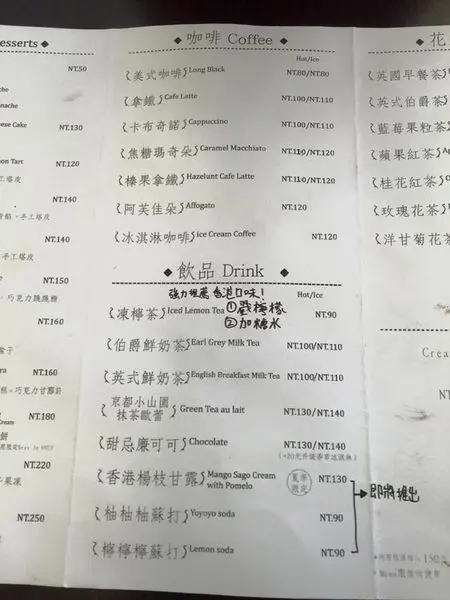 esserts ◆
NT.50
NT.130
NT.120
NT.140
NT.140
NT.150
NT.160
NT.160
NT.180
NT.220
NT.250
◆ 咖啡 Coffee ◆
Hot/Ice
美式咖啡 Long Black NT.80/NT.80
拿鐵 Cafe Latte NT.100/NT.110
卡布奇諾 Cappuccino NT.100/NT.110
焦糖瑪奇朵 Caramel Macchiato NT.110/NT.120
榛果拿鐵 Hazelunt Cafe Latte NT.110/NT.120
阿芙佳朵 Affogato NT.120
冰淇淋咖啡 ice Cream Coffee NT.120
◆ 飲品 Drink ◆
強力推薦香港口味! Hot/Ice
凍檸茶 Iced Lemon Tea ①戳檸檬 NT.90
②加糖水
伯爵鮮奶茶 Earl Grey Milk Tea NT.100/NT.110
英式鮮奶茶 English Breakfast Milk Tea NT.100/NT.110
京都小山園
抹茶歐蕾 Green Tea au lait NT.130/NT.140
甜忌廉可可 Chocolate NT.130/NT.140
香港楊枝甘露 Mango Sago Cream with Pomelo 夏季限定 NT.130
即將推出
柚柚柚蘇打 Yoyoyo soda NT.90
檸檸檸蘇打 Lemon soda NT.90
◆ 花
英國早餐茶
英式伯爵茶
藍莓果粒茶
蘋果紅茶
桂花紅茶
玫瑰花茶
洋甘菊花茶
Crea